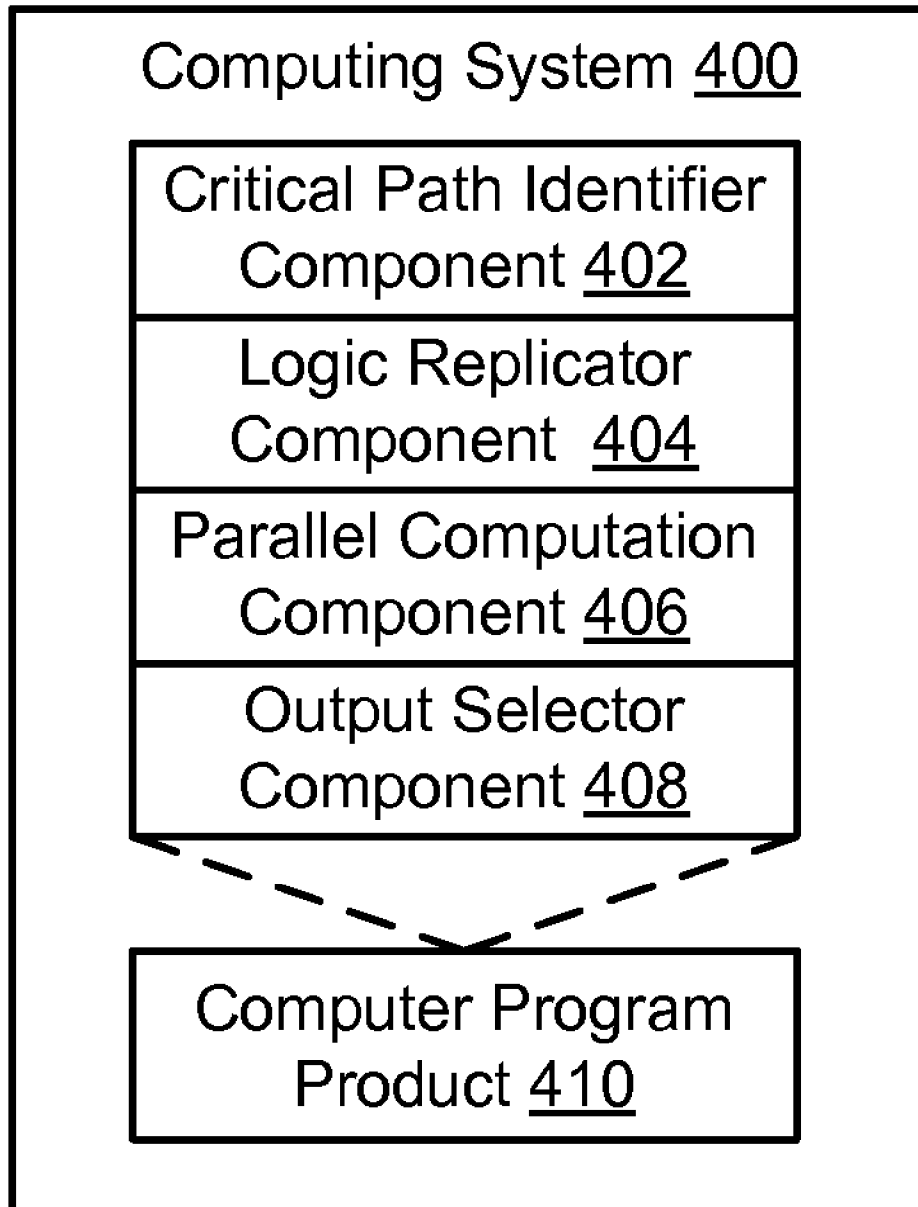 Computing System 400
Critical Path Identifier
Component 402
Logic Replicator
Component 404
Parallel Computation
Component 406
Output Selector
Component 408
Computer Program
Product 410